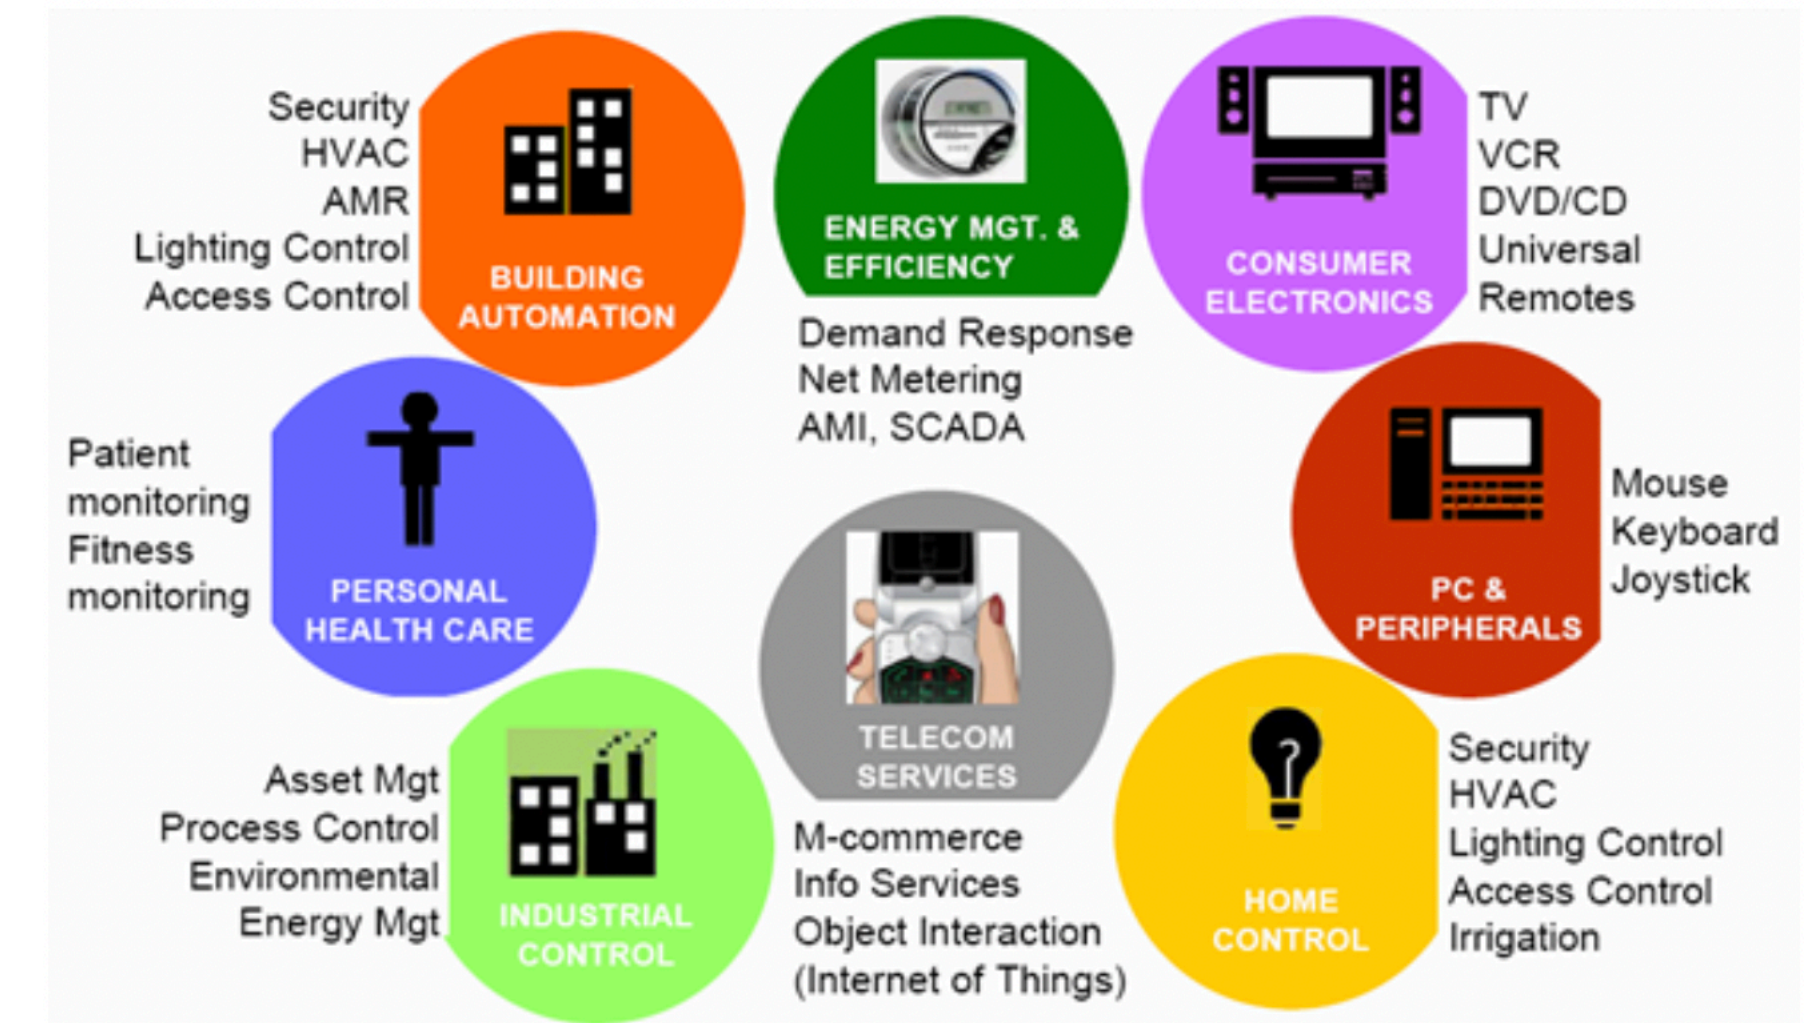 Security
HVAC
AMR
Lighting Control
Access Control
BUILDING
AUTOMATION
ENERGY MGT. &
EFFICIENCY
Demand Response
Net Metering
AMI, SCADA
CONSUMER
ELECTRONICS
TV
VCR
DVD/CD
Universal
Remotes
Patient
monitoring
Fitness
monitoring
PERSONAL
HEALTH CARE
PC &
PERIPHERALS
Mouse
Keyboard
Joystick
Asset Mgt
Process Control
Environmental
Energy Mgt
INDUSTRIAL
CONTROL
TELECOM
SERVICES
M-commerce
Info Services
Object Interaction
(Internet of Things)
HOME
CONTROL
Security
HVAC
Lighting Control
Access Control
Irrigation